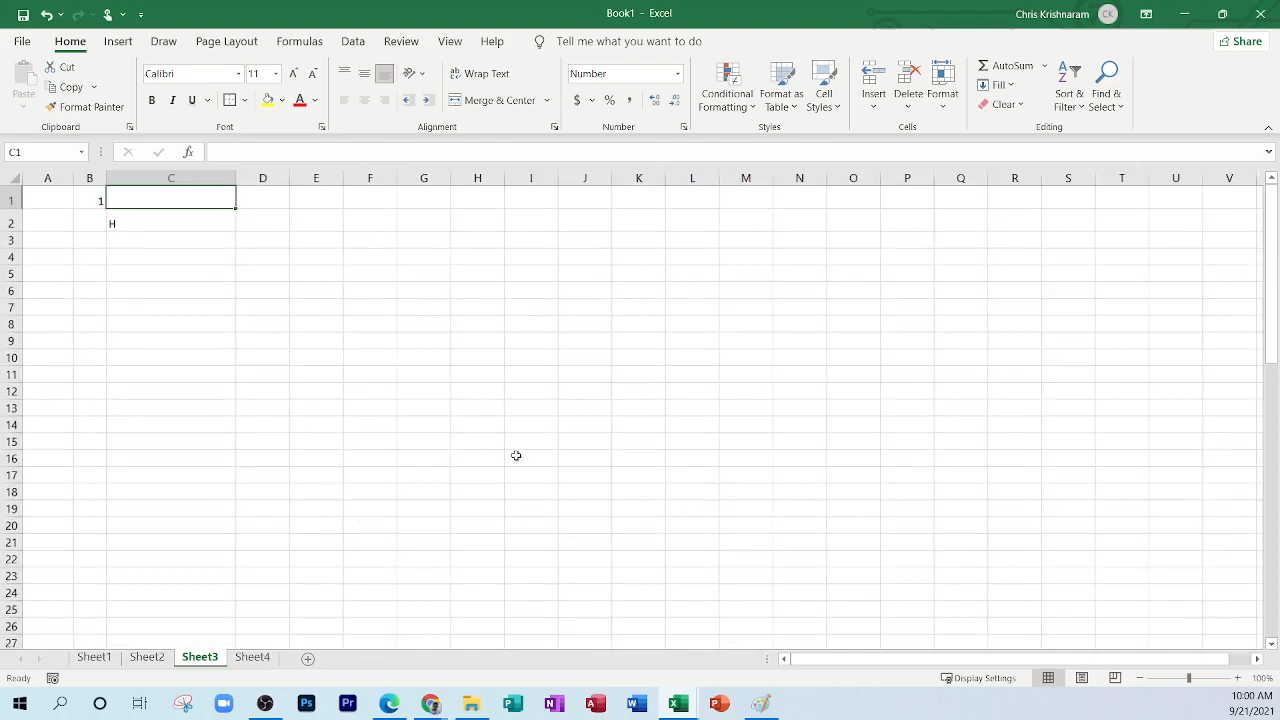 Book1 - Excel
Chris Krishnaram CK
File Home Insert Draw Page Layout Formulas Data Review View Help Tell me what you want to do Share
Paste Cut Copy Format Painter
Calibri 11
B I U A
Wrap Text
Merge & Center
Number
$ % ,
Conditional Formatting
Format as Table
Cell Styles
Insert Delete Format
AutoSum
Fill
Clear
Sort & Filter
Find & Select
Clipboard Font Alignment Number Styles Cells Editing
C1 fx
A B C D E F G H I J K L M N O P Q R S T U V
1 1
2 H
3
4
5
6
7
8
9
10
11
12
13
14
15
16
17
18
19
20
21
22
23
24
25
26
27
Sheet1 Sheet2 Sheet3 Sheet4
Ready Display Settings 100%
10:00 AM
9/21/2021